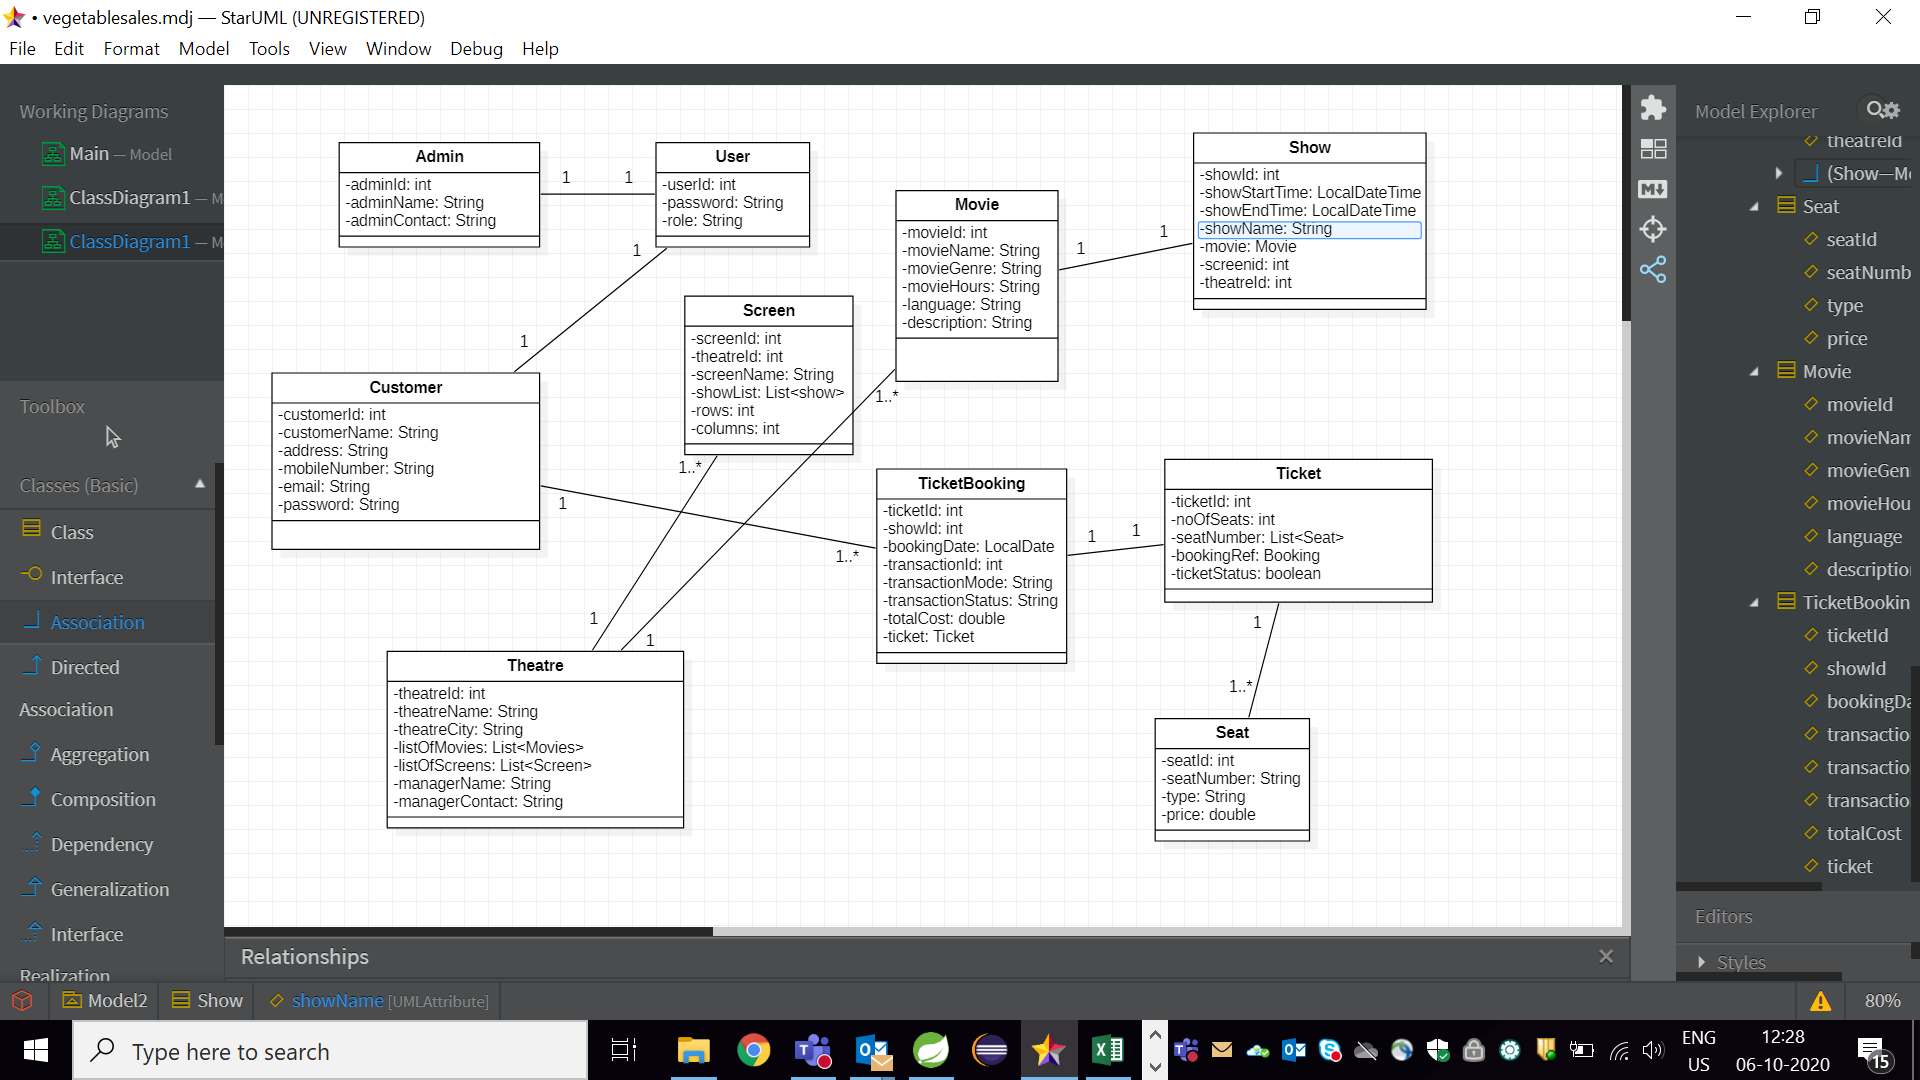 • vegetablesales.mdj — StarUML (UNREGISTERED)
File Edit Format Model Tools View Window Debug Help
Working Diagrams
Main — Model
ClassDiagram1 — M
ClassDiagram1 — M
Toolbox
Classes (Basic)
Class
Interface
Association
Directed
Association
Aggregation
Composition
Dependency
Generalization
Interface
Realization
Admin
-adminId: int
-adminName: String
-adminContact: String
1
1
User
-userId: int
-password: String
-role: String
1
1
Movie
-movieId: int
-movieName: String
-movieGenre: String
-movieHours: String
-language: String
-description: String
1
1
Show
-showId: int
-showStartTime: LocalDateTime
-showEndTime: LocalDateTime
-showName: String
-movie: Movie
-screenid: int
-theatreId: int
Screen
-screenId: int
-theatreId: int
-screenName: String
-showList: List<show>
-rows: int
-columns: int
1..*
1..*
Customer
-customerId: int
-customerName: String
-address: String
-mobileNumber: String
-email: String
-password: String
1
1..*
TicketBooking
-ticketId: int
-showId: int
-bookingDate: LocalDate
-transactionId: int
-transactionMode: String
-transactionStatus: String
-totalCost: double
-ticket: Ticket
1
1
Ticket
-ticketId: int
-noOfSeats: int
-seatNumber: List<Seat>
-bookingRef: Booking
-ticketStatus: boolean
1
1..*
1
1
Theatre
-theatreId: int
-theatreName: String
-theatreCity: String
-listOfMovies: List<Movies>
-listOfScreens: List<Screen>
-managerName: String
-managerContact: String
Seat
-seatId: int
-seatNumber: String
-type: String
-price: double
Relationships
Model Explorer
theatreId
(Show—Mo
Seat
seatId
seatNumb
type
price
Movie
movieId
movieNam
movieGen
movieHou
language
description
TicketBookin
ticketId
showId
bookingDa
transactio
transactio
transactio
totalCost
ticket
Editors
Styles
Model2 Show showName [UMLAttribute]
80%
Type here to search
ENG
US
12:28
06-10-2020
15